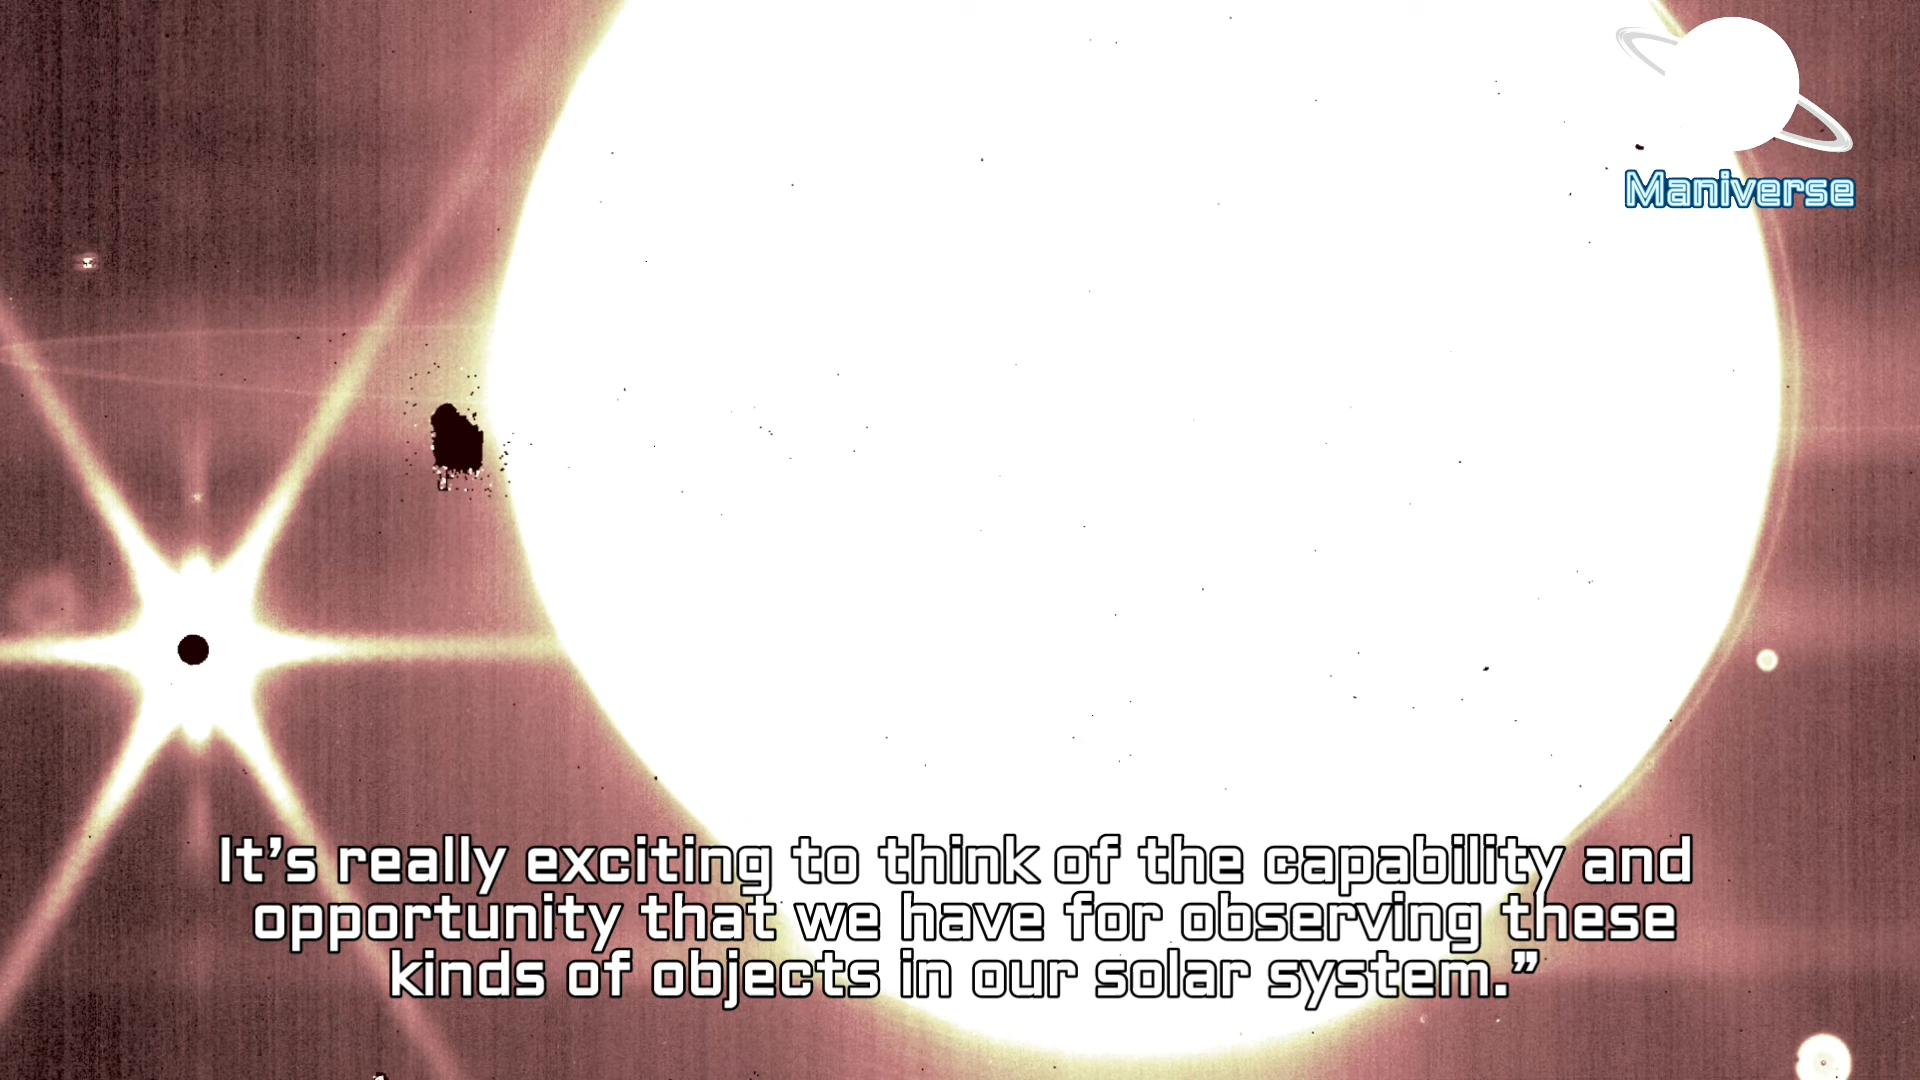 Maniverse
It’s really exciting to think of the capability and
opportunity that we have for observing these
kinds of objects in our solar system.”